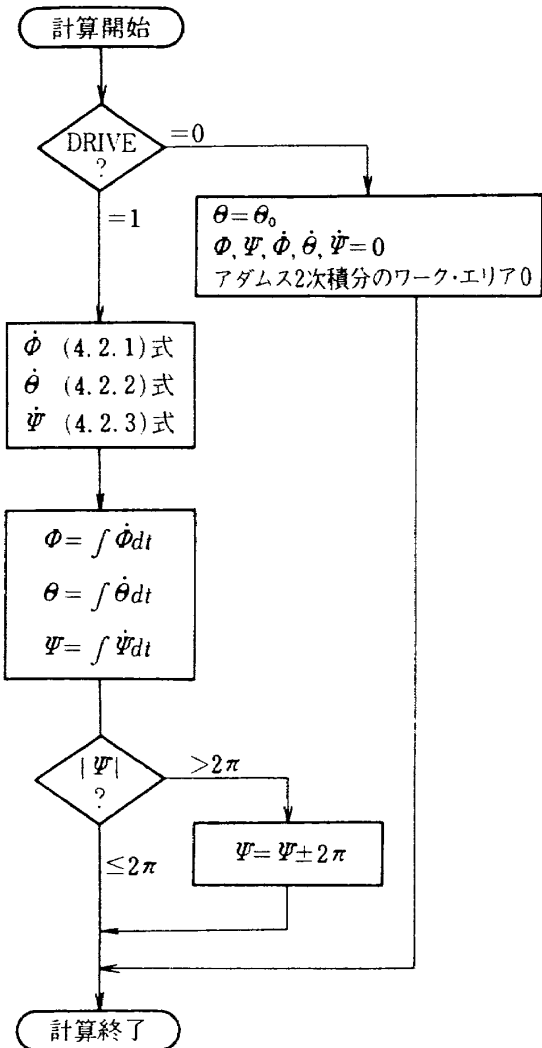 計算開始
DRIVE
?
=0
=1
Θ=Θ₀
Φ, Ψ, Φ̇, Θ̇, Ψ̇=0
アダムス2次積分のワーク・エリア0
Φ̇ (4.2.1)式
Θ̇ (4.2.2)式
Ψ̇ (4.2.3)式
Φ= ∫Φ̇dt
Θ= ∫Θ̇dt
Ψ= ∫Ψ̇dt
|Ψ|
?
>2π
≤2π
Ψ=Ψ±2π
計算終了